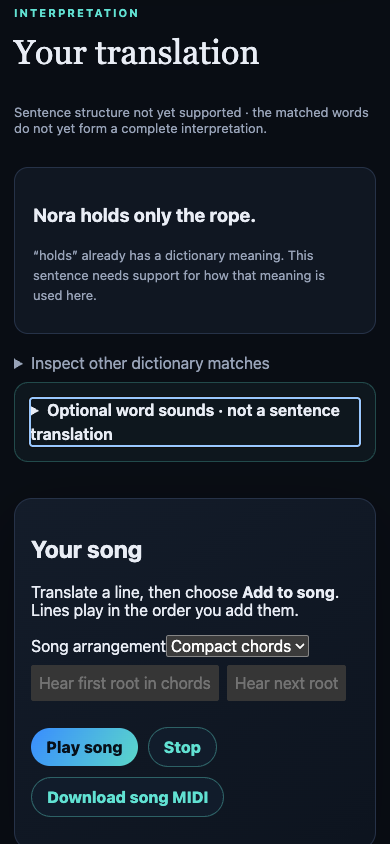 INTERPRETATION
Your translation
Sentence structure not yet supported · the matched words
do not yet form a complete interpretation.
Nora holds only the rope.
“holds” already has a dictionary meaning. This
sentence needs support for how that meaning is
used here.
Inspect other dictionary matches
Optional word sounds · not a sentence
translation
Your song
Translate a line, then choose Add to song.
Lines play in the order you add them.
Song arrangement Compact chords
Hear first root in chords Hear next root
Play song Stop
Download song MIDI